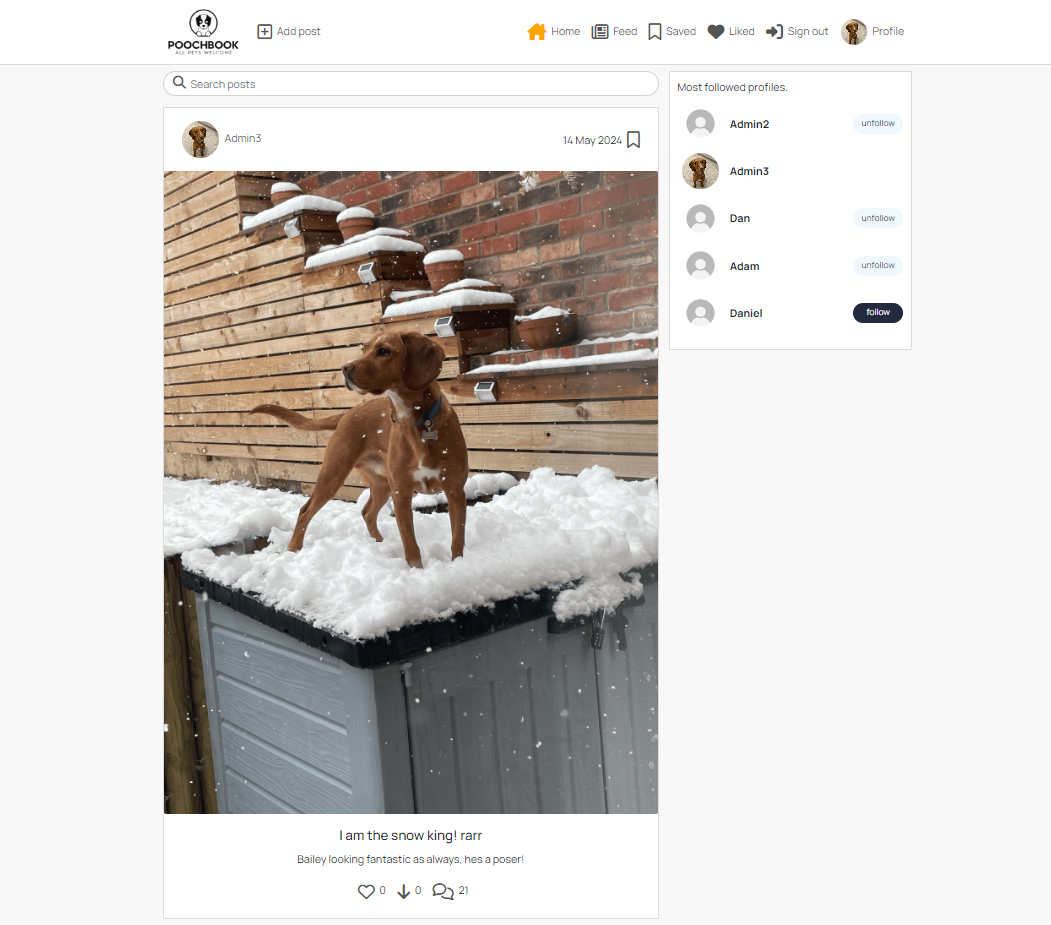 POOCHBOOK
ALL PETS WELCOME
Add post
Home
Feed
Saved
Liked
Sign out
Profile
Search posts
Admin3
14 May 2024
I am the snow king! rarr
Bailey looking fantastic as always, hes a poser!
0
0
21
Most followed profiles.
Admin2
unfollow
Admin3
Dan
unfollow
Adam
unfollow
Daniel
follow